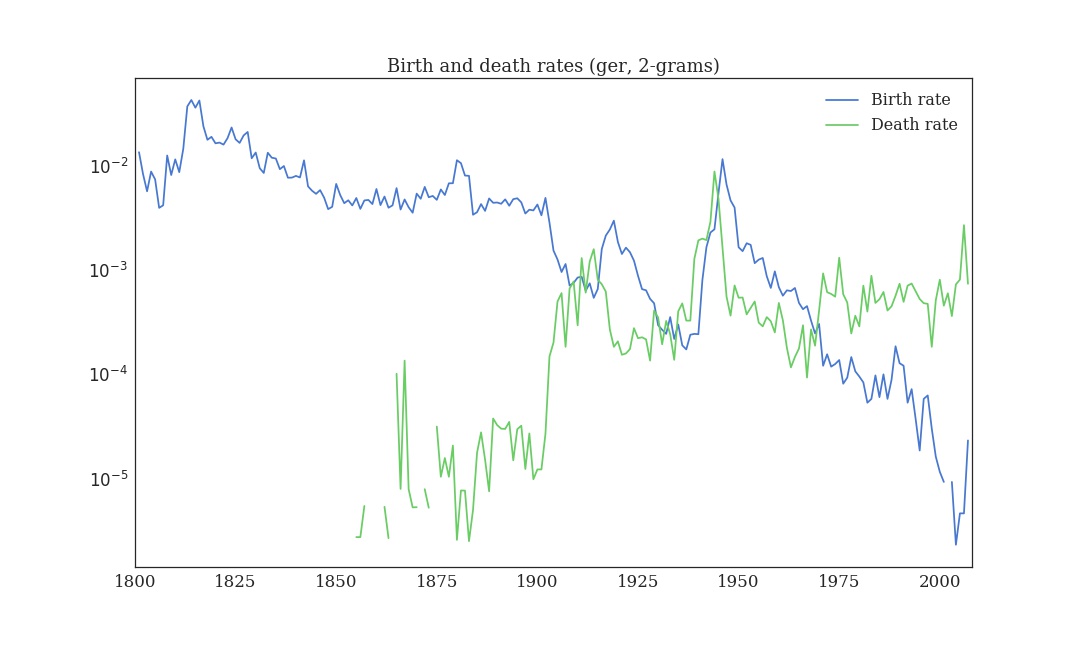 Birth and death rates (ger, 2-grams)
Birth rate
Death rate
10⁻²
10⁻³
10⁻⁴
10⁻⁵
1800 1825 1850 1875 1900 1925 1950 1975 2000